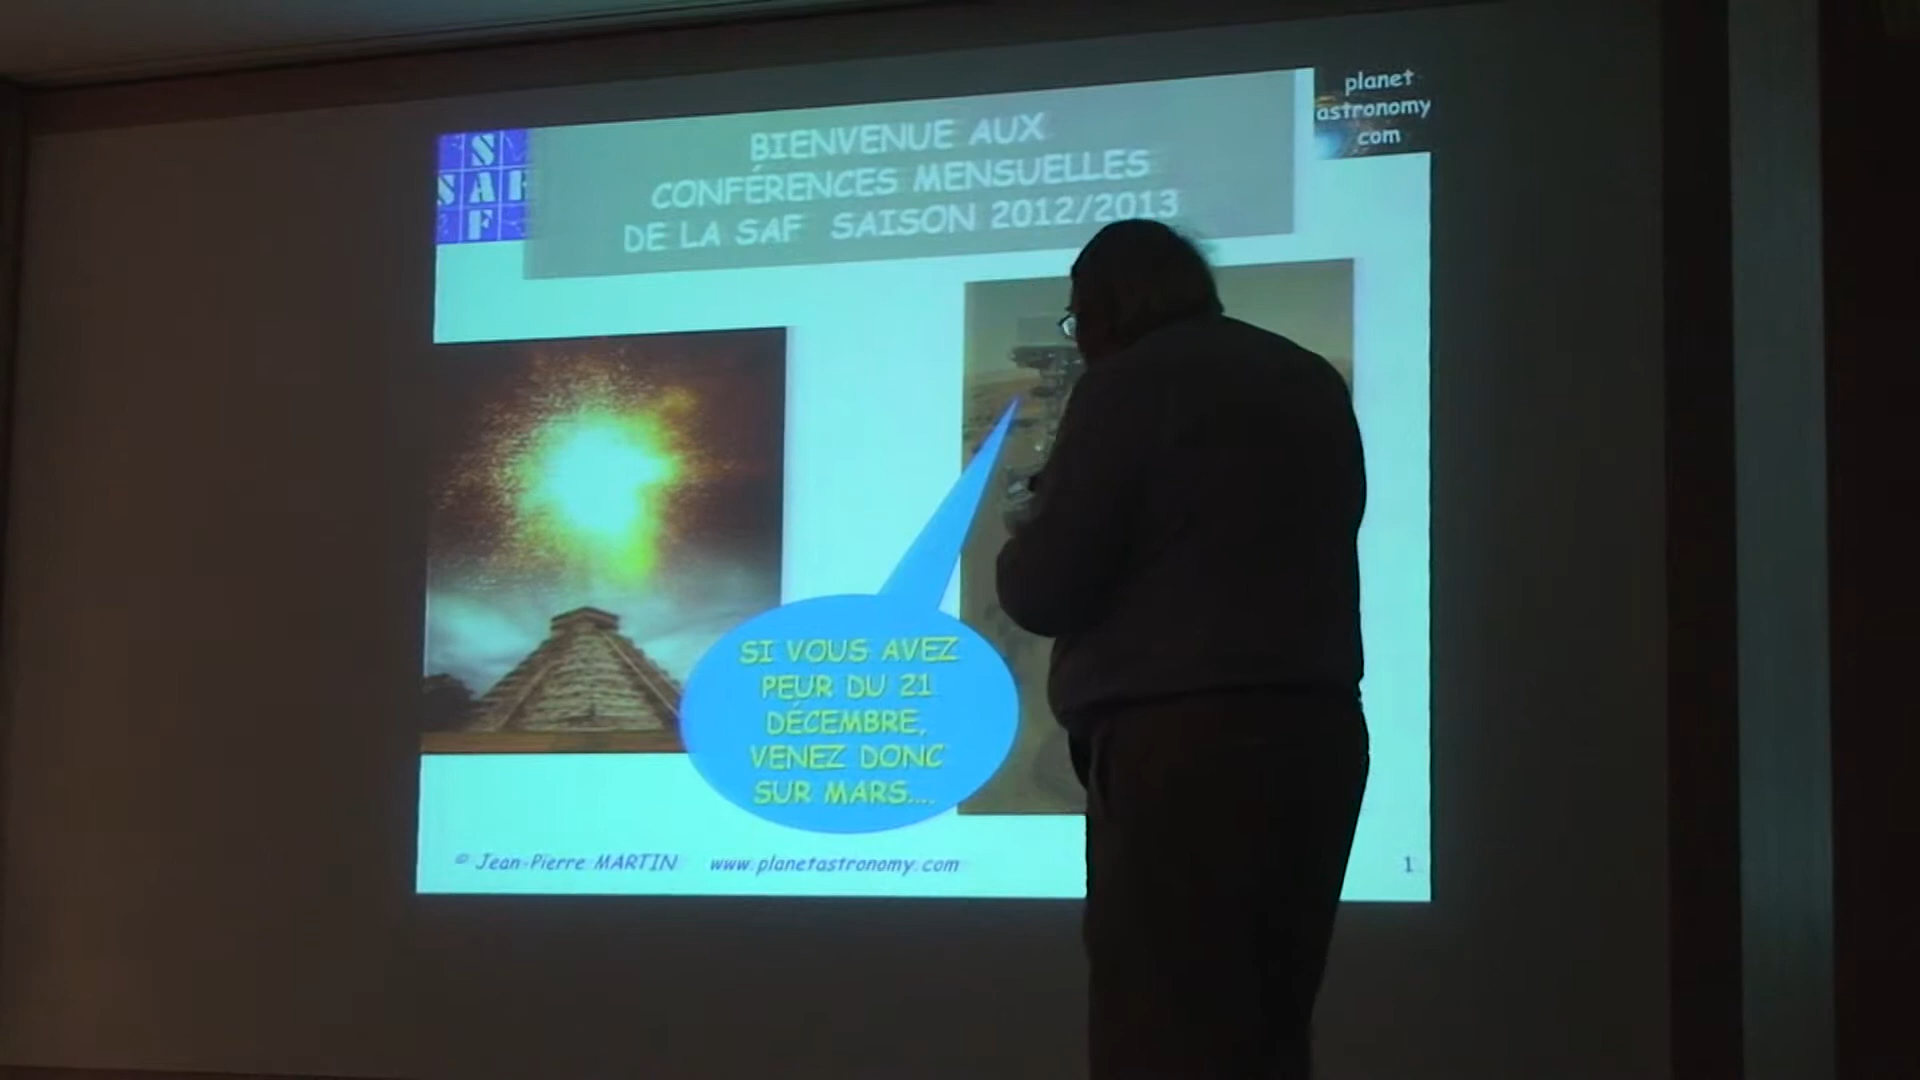 S
SAF
F
BIENVENUE AUX
CONFÉRENCES MENSUELLES
DE LA SAF SAISON 2012/2013
planet
astronomy
com
SI VOUS AVEZ
PEUR DU 21
DÉCEMBRE,
VENEZ DONC
SUR MARS....
© Jean-Pierre MARTIN www.planetastronomy.com
1